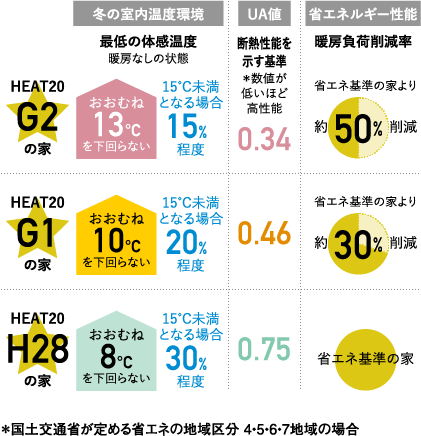 冬の室内温度環境
UA値
省エネルギー性能
最低の体感温度
暖房なしの状態
断熱性能を
示す基準
*数値が
低いほど
高性能
暖房負荷削減率
HEAT20
G2
の家
おおむね
13℃
を下回らない
15℃未満
となる場合
15%
程度
0.34
省エネ基準の家より
約50%削減
HEAT20
G1
の家
おおむね
10℃
を下回らない
15℃未満
となる場合
20%
程度
0.46
省エネ基準の家より
約30%削減
HEAT20
H28
の家
おおむね
8℃
を下回らない
15℃未満
となる場合
30%
程度
0.75
省エネ基準の家
*国土交通省が定める省エネの地域区分 4・5・6・7地域の場合